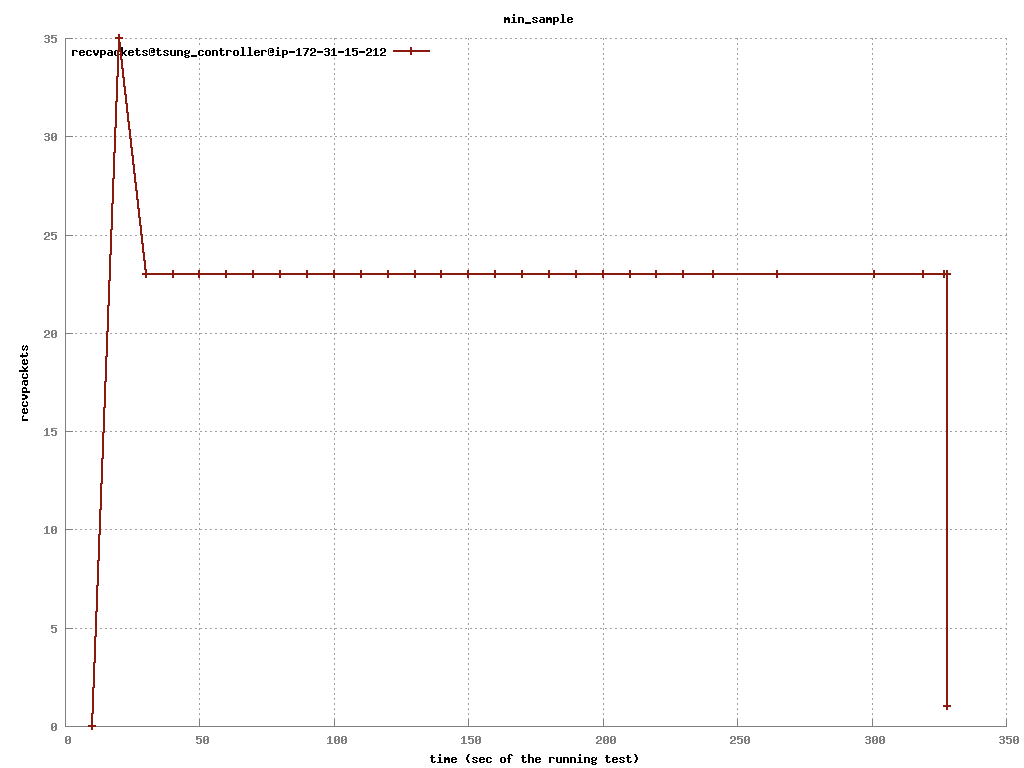 min_sample
recvpackets@tsung_controller@ip-172-31-15-212
35
30
25
20
15
10
5
0
recvpackets
0 50 100 150 200 250 300 350
time (sec of the running test)